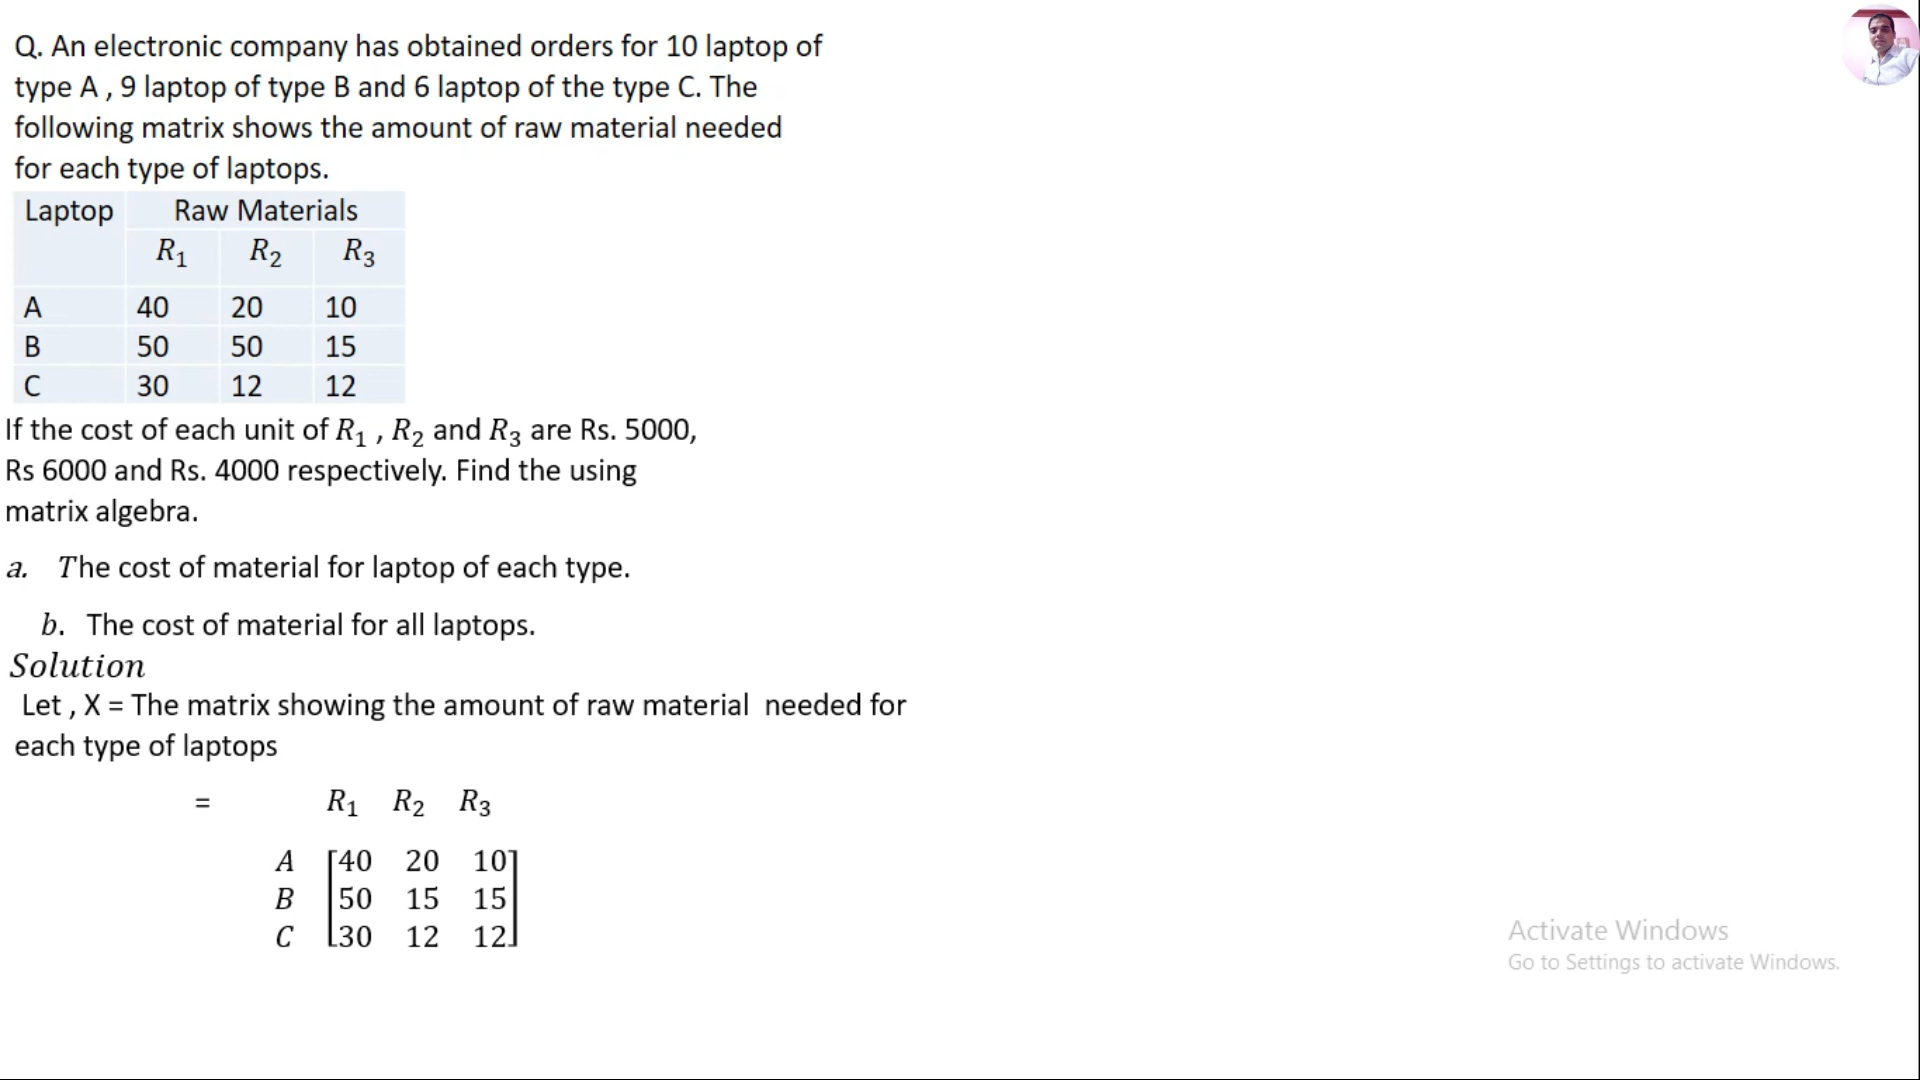 Q. An electronic company has obtained orders for 10 laptop of
type A , 9 laptop of type B and 6 laptop of the type C. The
following matrix shows the amount of raw material needed
for each type of laptops.
Laptop Raw Materials
R₁ R₂ R₃
A 40 20 10
B 50 50 15
C 30 12 12
If the cost of each unit of R₁ , R₂ and R₃ are Rs. 5000,
Rs 6000 and Rs. 4000 respectively. Find the using
matrix algebra.
a. The cost of material for laptop of each type.
b. The cost of material for all laptops.
Solution
Let , X = The matrix showing the amount of raw material needed for
each type of laptops
= R₁ R₂ R₃
A [40 20 10]
B [50 15 15]
C [30 12 12]
Activate Windows
Go to Settings to activate Windows.